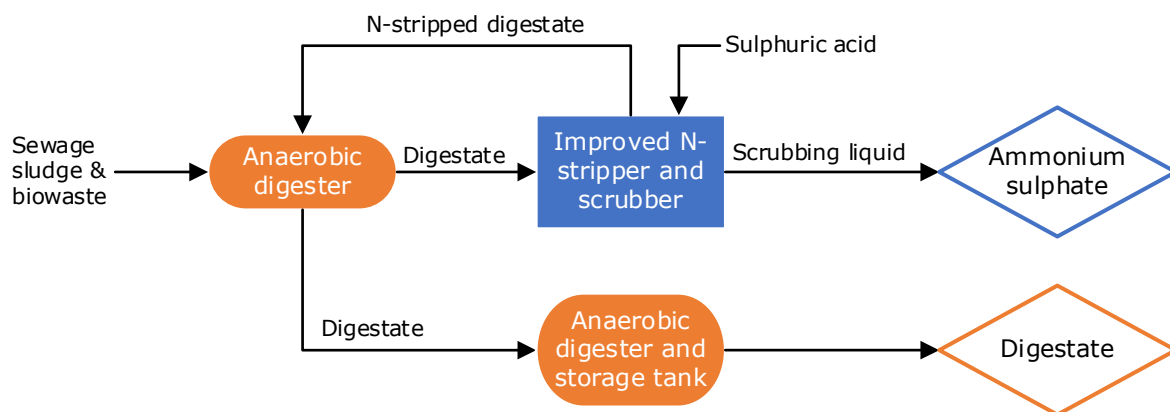 N-stripped digestate
Sulphuric acid
Sewage
sludge &
biowaste
Anaerobic
digester
Digestate
Improved N-
stripper and
scrubber
Scrubbing liquid
Ammonium
sulphate
Digestate
Anaerobic
digester and
storage tank
Digestate